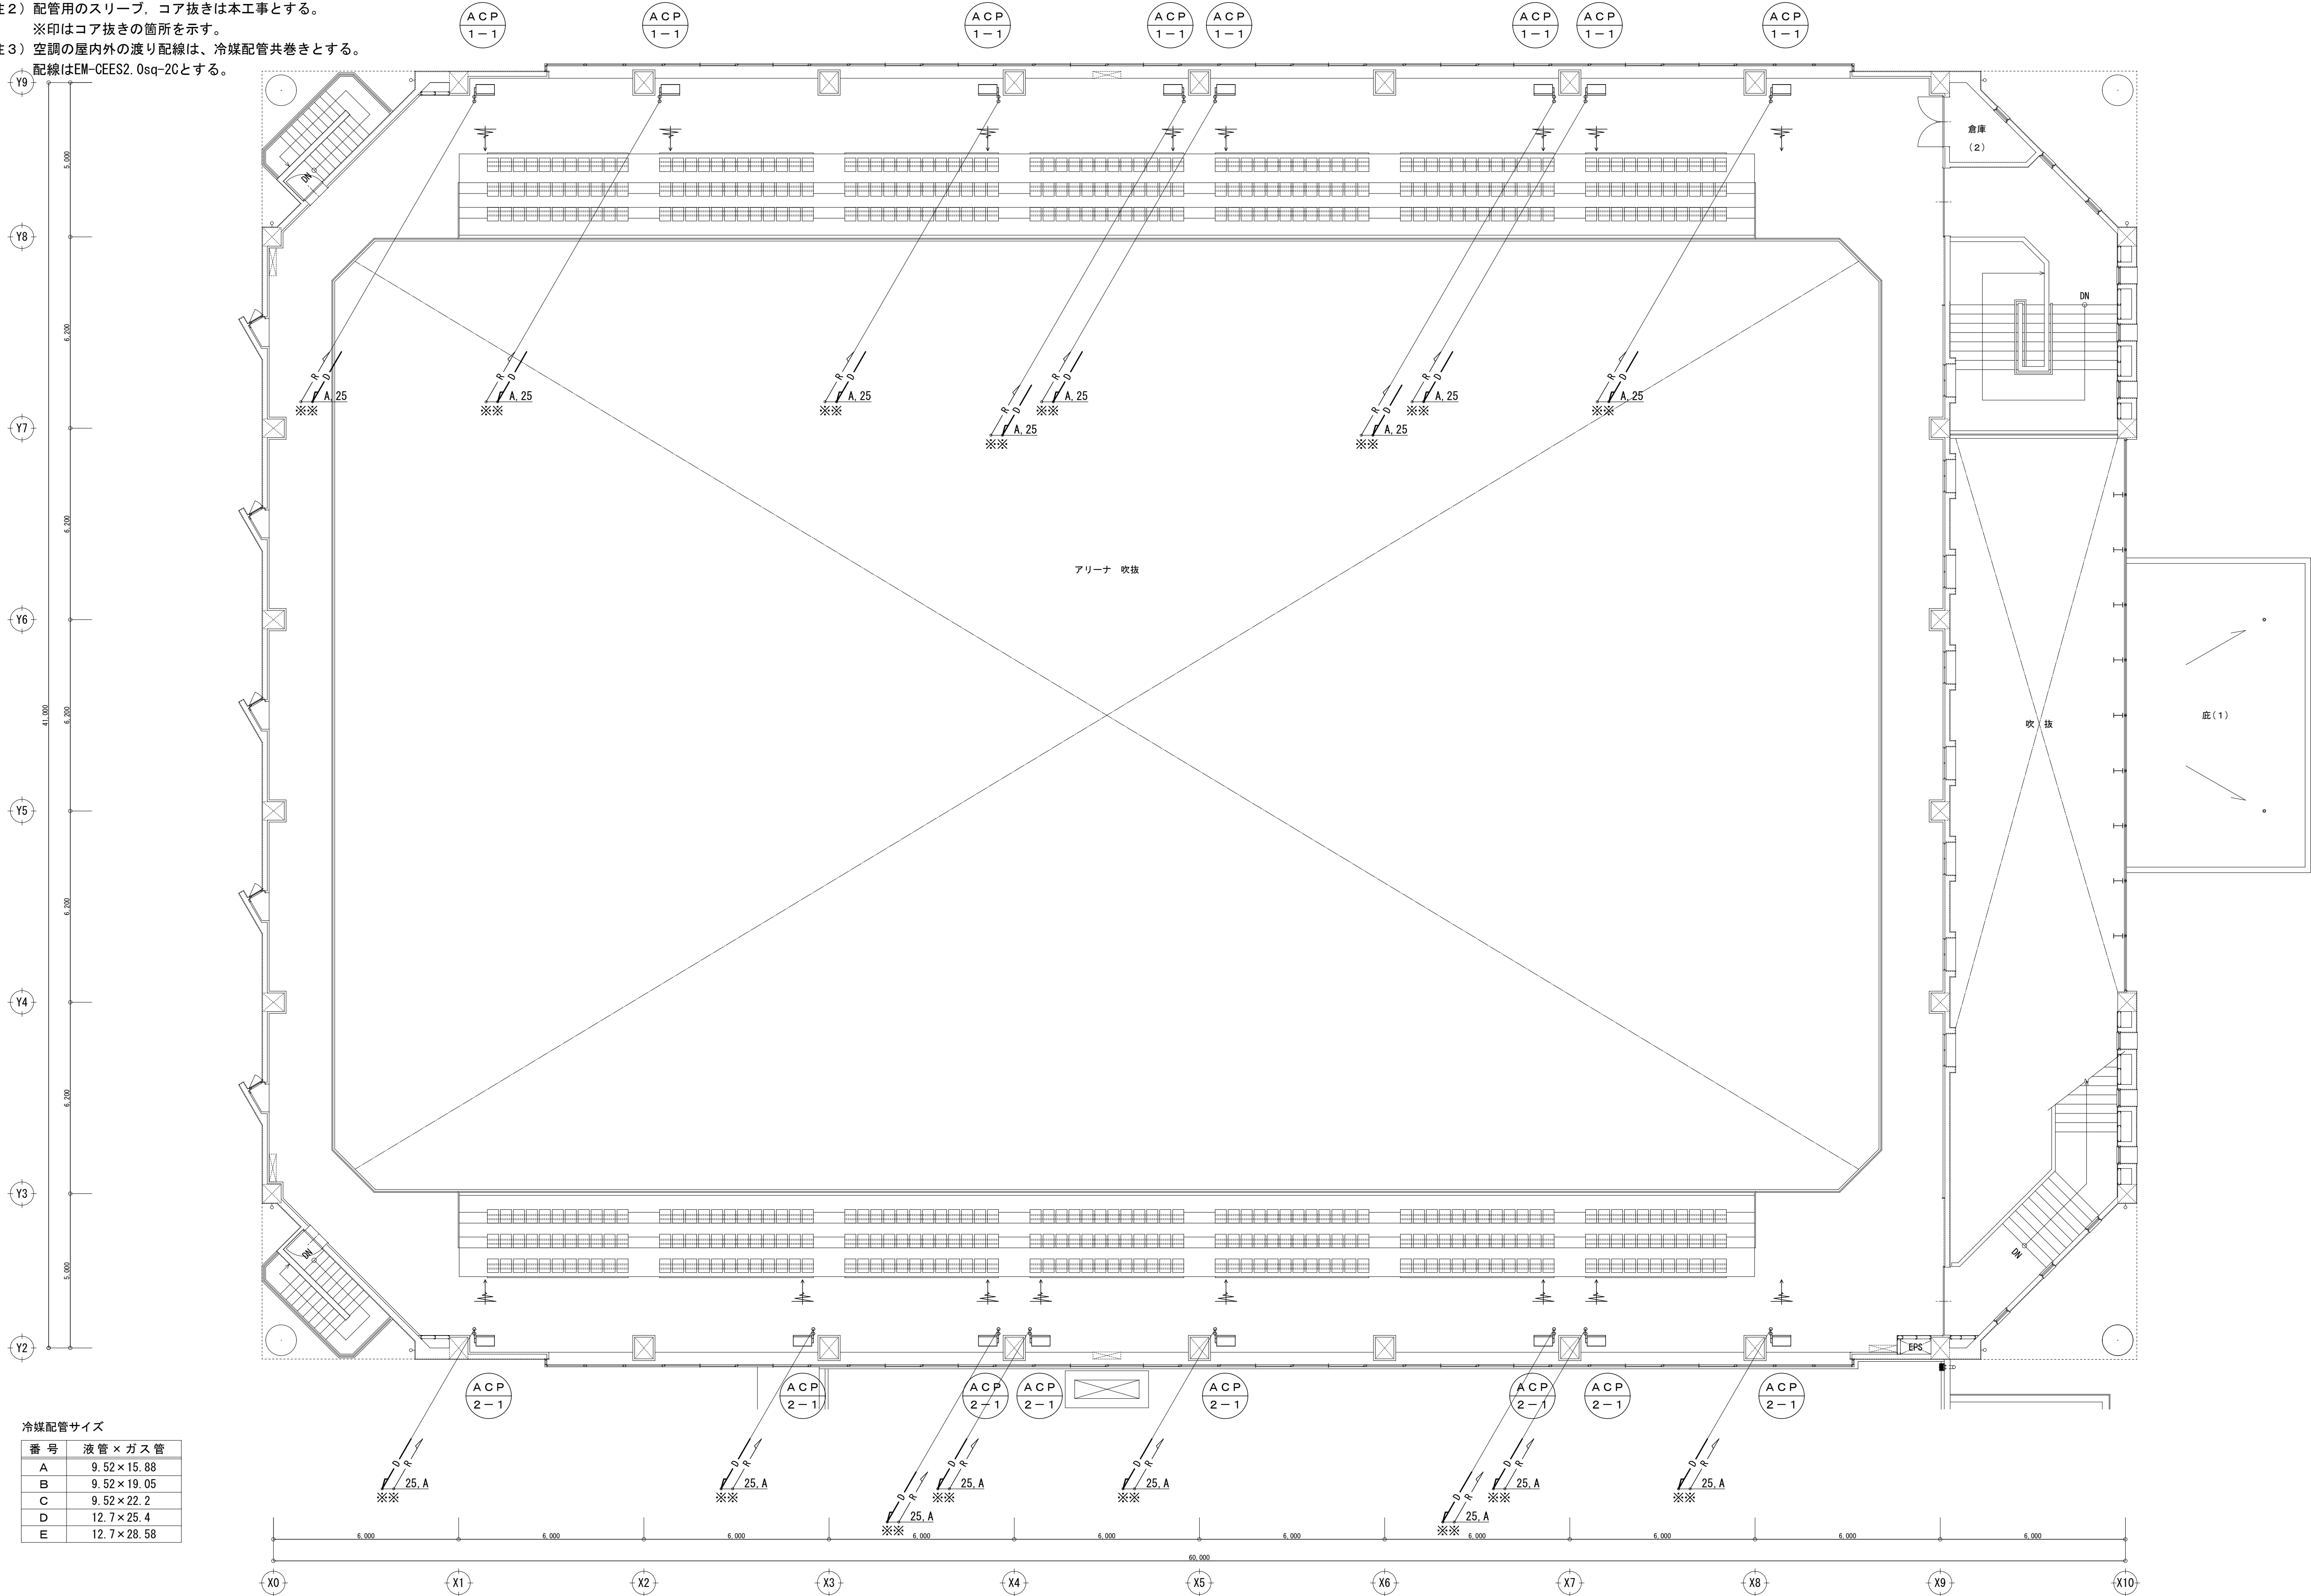 注2）配管用のスリーブ，コア抜きは本工事とする。
※印はコア抜きの箇所を示す。
注3）空調の屋内外の渡り配線は、冷媒配管共巻きとする。
配線はEM-CEES2.0sq-2Cとする。
ACP ACP ACP ACP ACP ACP ACP ACP
1-1 1-1 1-1 1-1 1-1 1-1 1-1 1-1
Y9
倉庫
（2）
5,000
DN
Y8
DN
6,200
R D R D R D R D R D R D
A,25 A,25 A,25 A,25 A,25 A,25
※※ ※※ ※※ ※※ ※※ ※※
R D R D
A,25 A,25
※※ ※※
Y7
6,200
アリーナ 吹抜
Y6
41,000
6,200
吹 抜
庇(1)
Y5
6,200
Y4
6,200
Y3
DN DN
5,000
Y2
EPS
ACP ACP ACP ACP ACP ACP ACP ACP
2-1 2-1 2-1 2-1 2-1 2-1 2-1 2-1
D R D R D R D R D R D R
25,A 25,A 25,A 25,A 25,A 25,A
※※ ※※ ※※ ※※ ※※ ※※
D R D R
25,A 25,A
※※ ※※
冷媒配管サイズ
番 号 液管×ガス管
A 9.52×15.88
B 9.52×19.05
C 9.52×22.2
D 12.7×25.4
E 12.7×28.58
6,000 6,000 6,000 6,000 6,000 6,000 6,000 6,000 6,000 6,000
60,000
X0 X1 X2 X3 X4 X5 X6 X7 X8 X9 X10